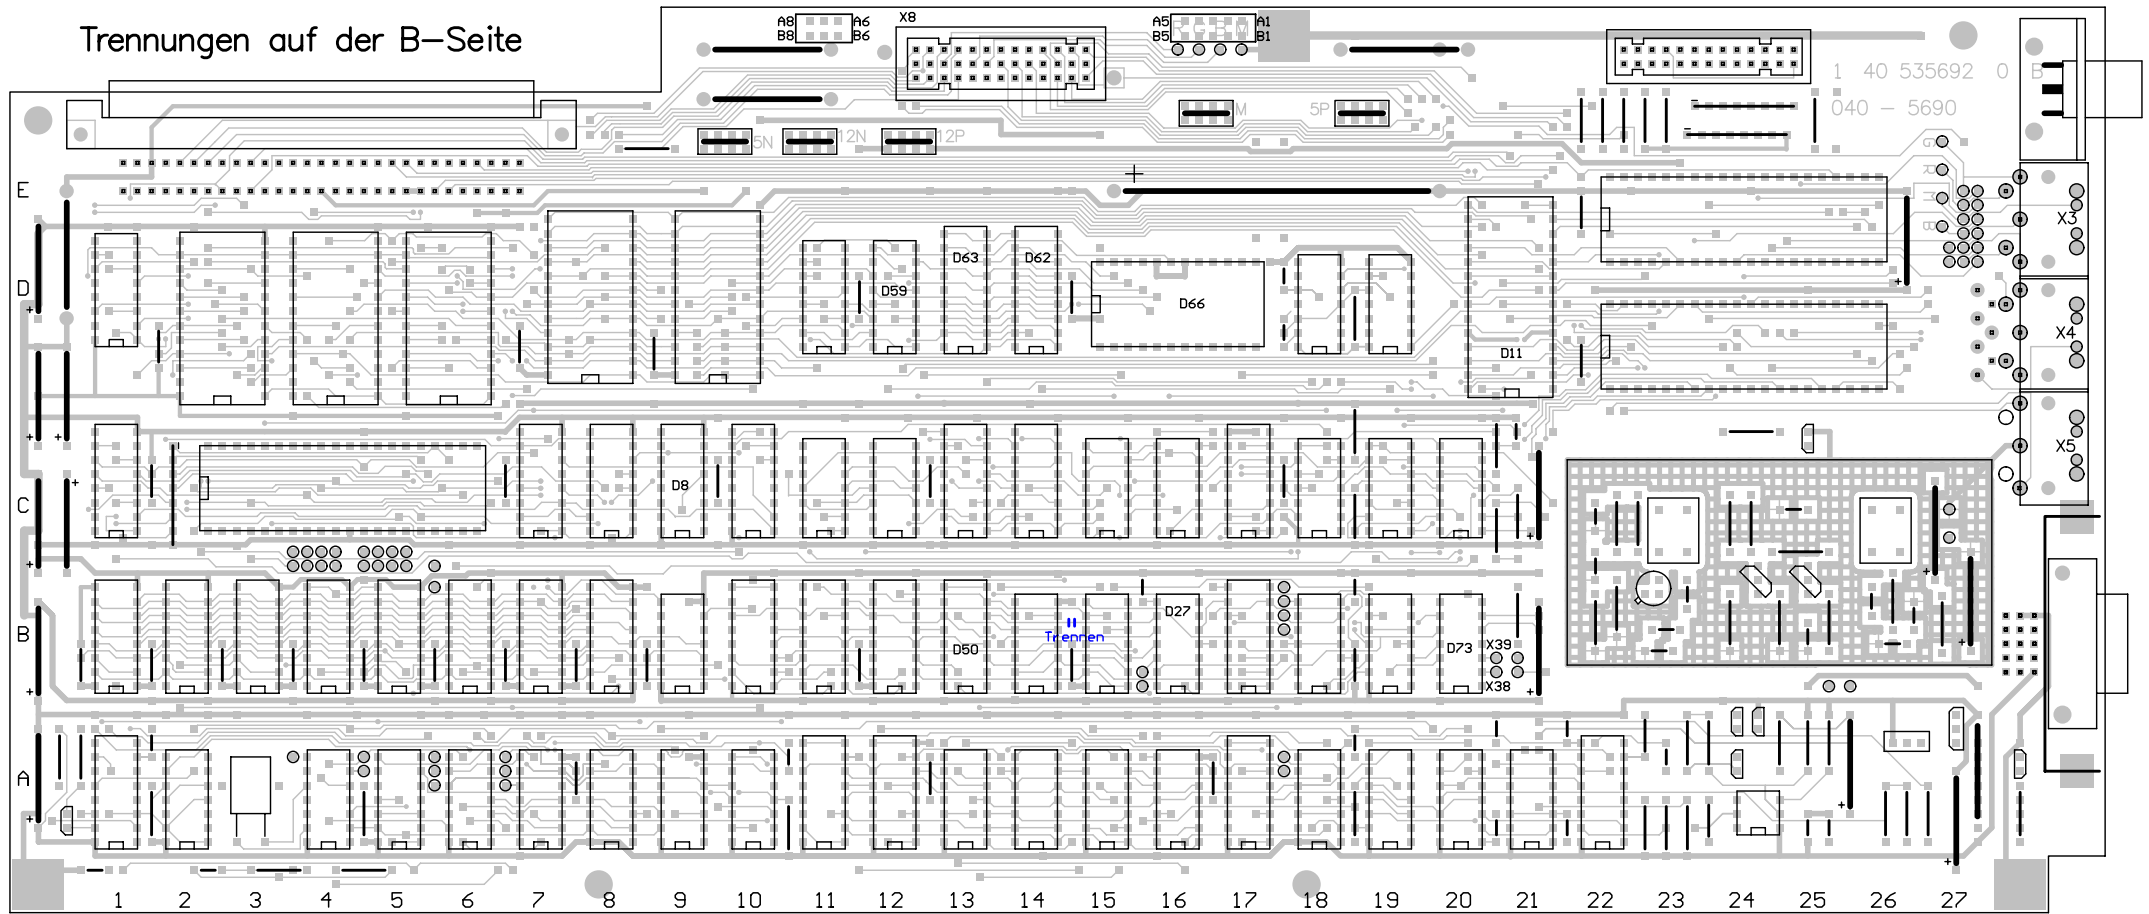 Trennungen auf der B-Seite
A8 A6
B8 B6
X8
A5 R G B M A1
B5 B1
1 40 535692 0 B
040 - 5690
M
5P
5N
12N
12P
G
R
M
B
E
X3
D63
D62
D
D59
D66
X4
D11
X5
D8
C
D27
B
Trennen
D50
D73
X39
X38
A
1 2 3 4 5 6 7 8 9 10 11 12 13 14 15 16 17 18 19 20 21 22 23 24 25 26 27